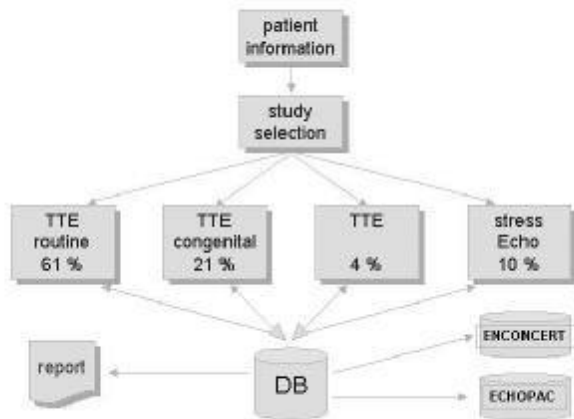 patient
information
study
selection
TTE
routine
61 %
TTE
congenital
21 %
TTE
4 %
stress
Echo
10 %
report
DB
ENCONCERT
ECHOPAC